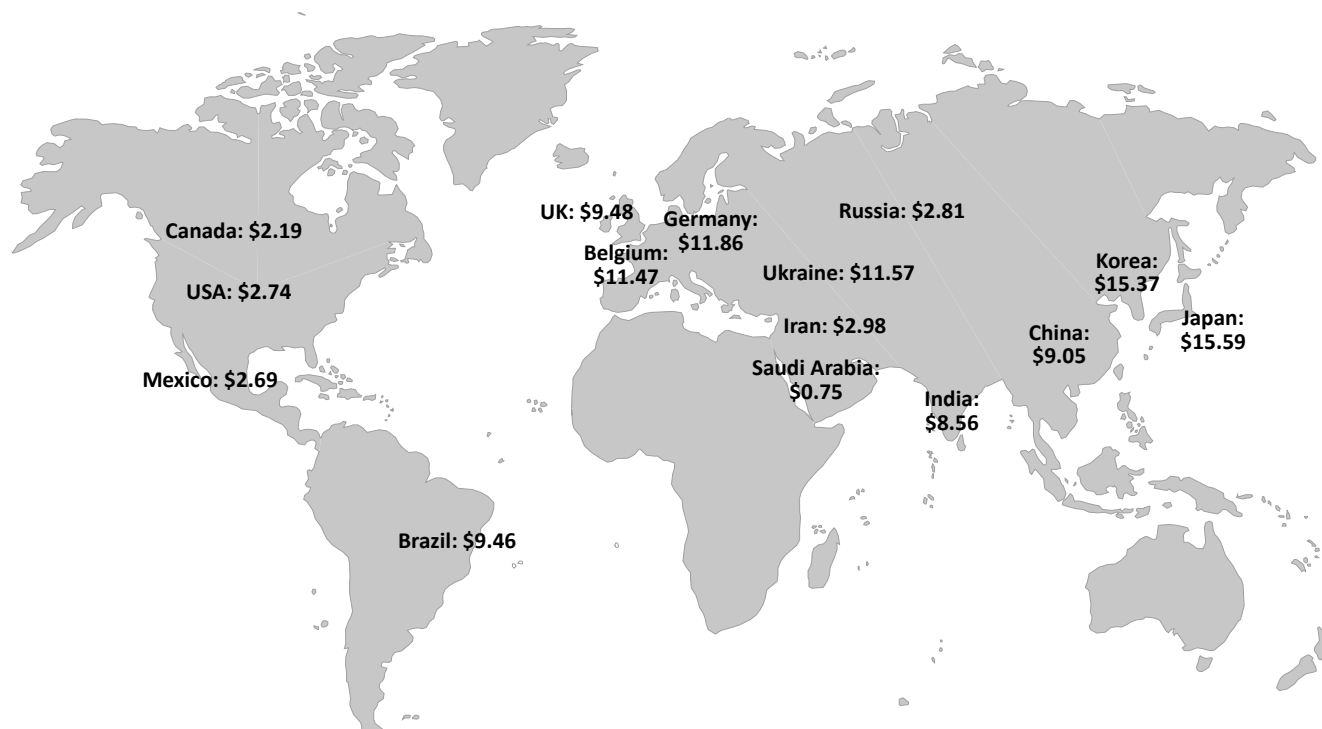 Canada: $2.19
USA: $2.74
Mexico: $2.69
Brazil: $9.46
UK: $9.48
Germany:
$11.86
Belgium:
$11.47
Russia: $2.81
Ukraine: $11.57
Iran: $2.98
Saudi Arabia:
$0.75
India:
$8.56
China:
$9.05
Korea:
$15.37
Japan:
$15.59